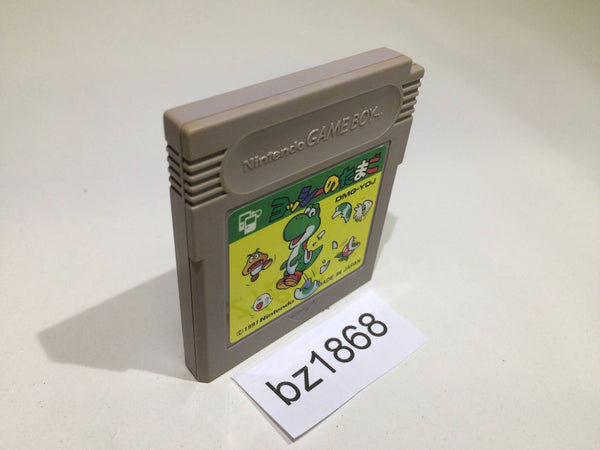 Nintendo GAME BOY TM
ヨッシーのたまご
DMG-YOJ
©1991 Nintendo
MADE IN JAPAN
bz1868